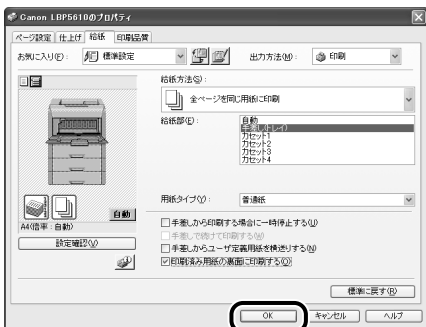 Canon LBP5610のプロパティ
ページ設定 仕上げ 給紙 印刷品質
お気に入り(F): 標準設定 出力方法(M): 印刷
給紙方法(S):
全ページを同じ用紙に印刷
給紙部(E):
自動
手差し(トレイ)
カセット1
カセット2
カセット3
カセット4
用紙タイプ(Y): 普通紙
自動
A4(倍率：自動)
設定確認(V)
手差しから印刷する場合に一時停止する(U)
手差しで続けて印刷する(W)
手差しからユーザ定義用紙を横送りする(N)
印刷済み用紙の裏面に印刷する(O)
標準に戻す(R)
OK キャンセル ヘルプ